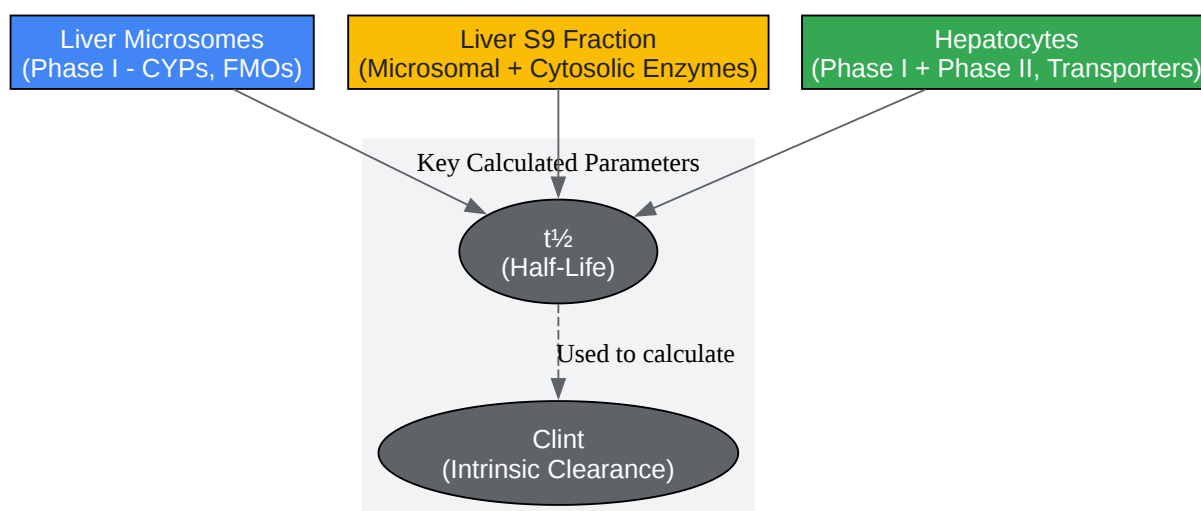 Liver Microsomes
(Phase I - CYPs, FMOs)
Liver S9 Fraction
(Microsomal + Cytosolic Enzymes)
Hepatocytes
(Phase I + Phase II, Transporters)
Key Calculated Parameters
t½
(Half-Life)
Used to calculate
Clint
(Intrinsic Clearance)